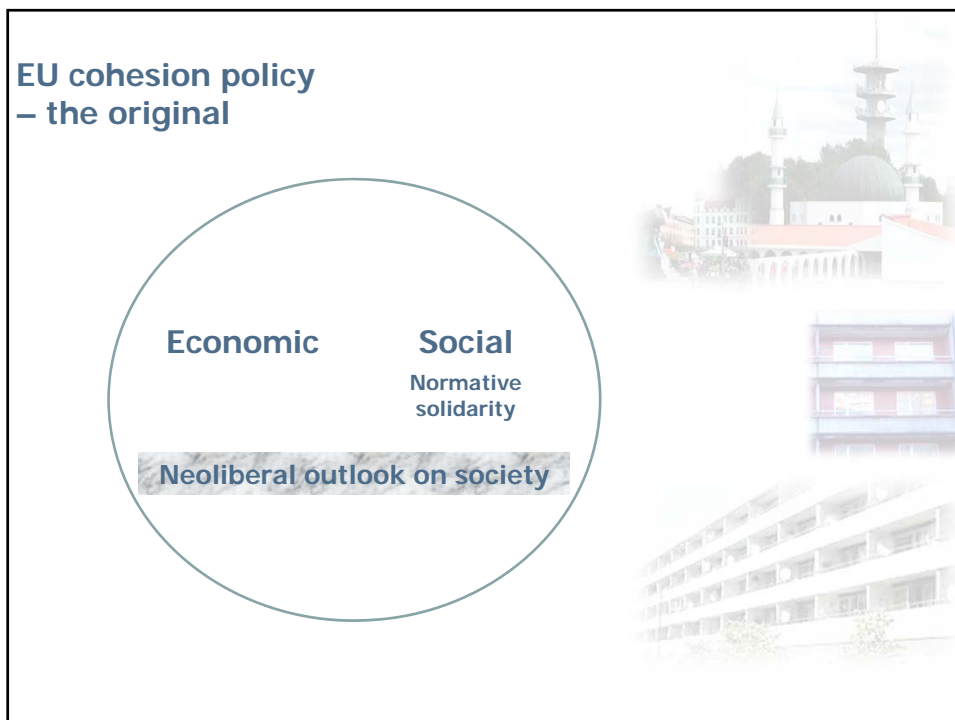 EU cohesion policy
– the original
Economic
Social
Normative
solidarity
Neoliberal outlook on society